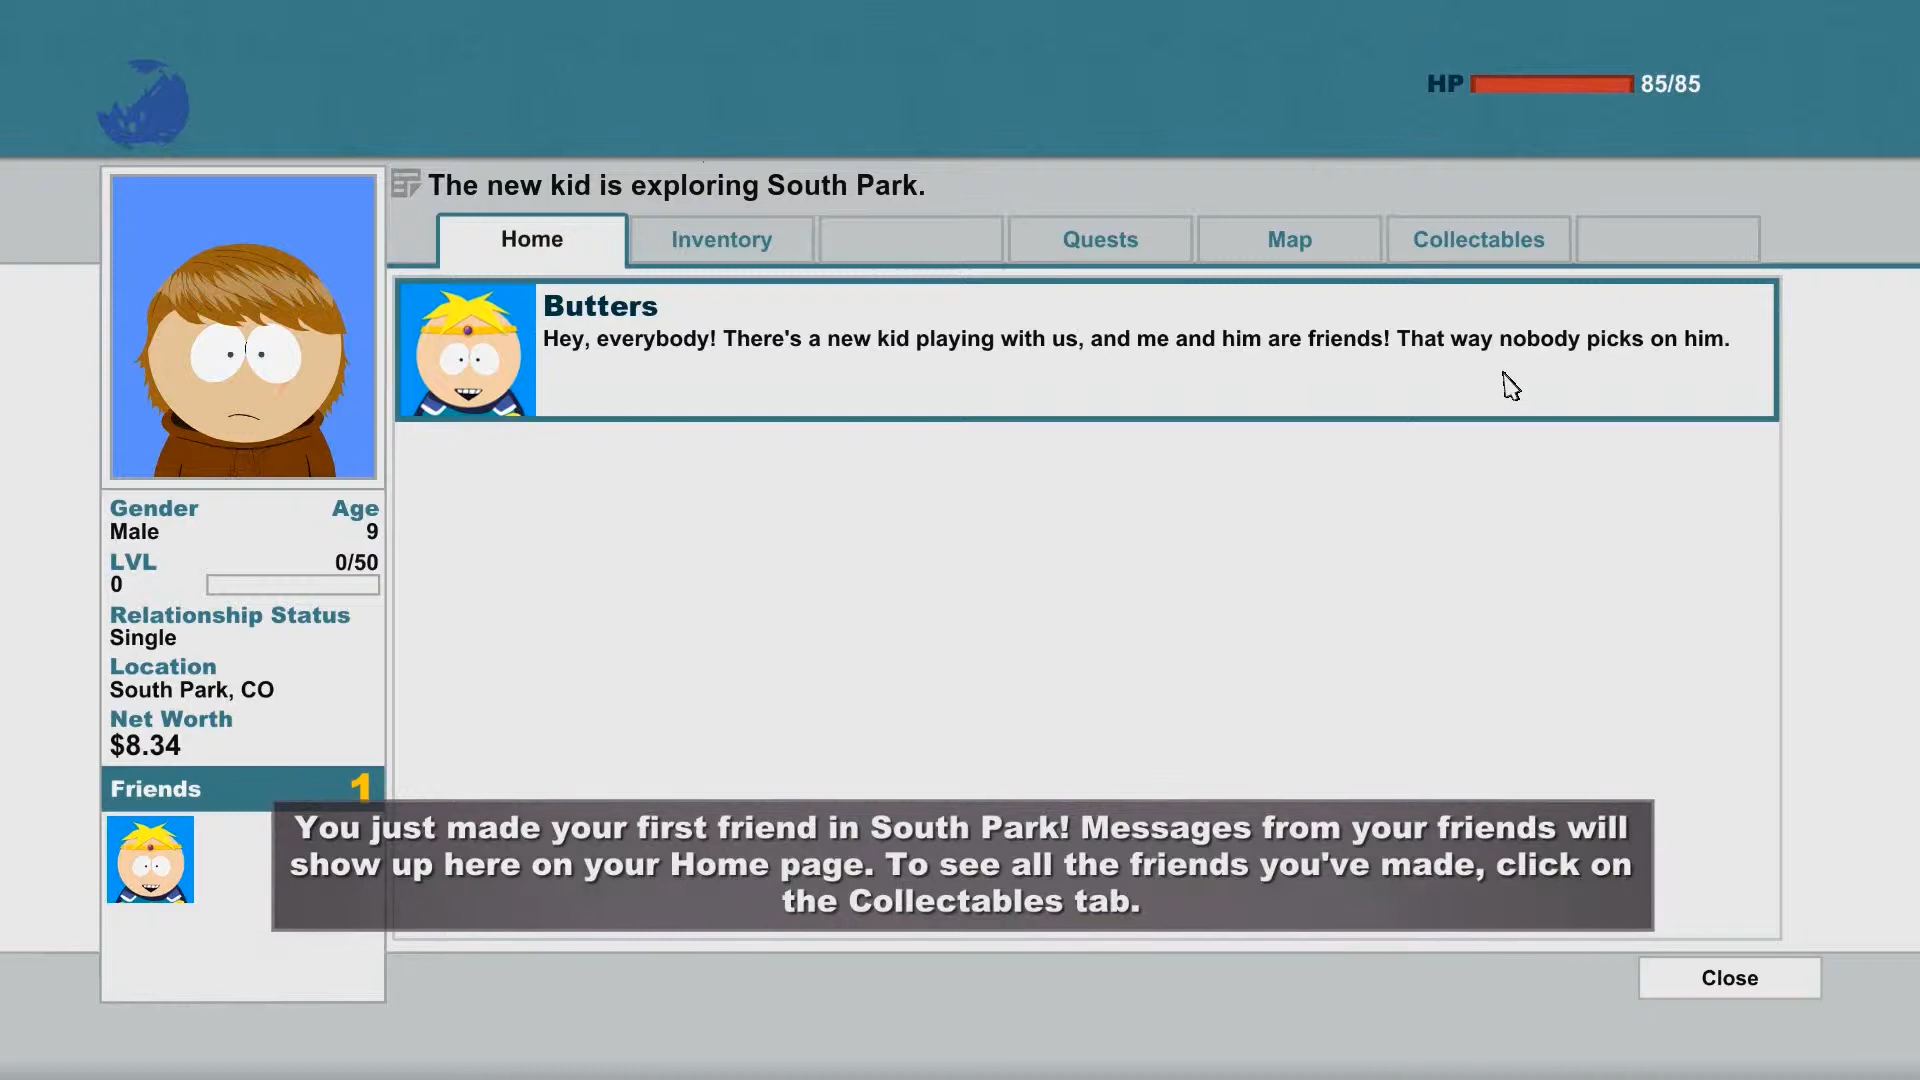 HP 85/85
The new kid is exploring South Park.
Home Inventory Quests Map Collectables
Butters
Hey, everybody! There's a new kid playing with us, and me and him are friends! That way nobody picks on him.
Gender Age
Male 9
LVL 0/50
0
Relationship Status
Single
Location
South Park, CO
Net Worth
$8.34
Friends 1
You just made your first friend in South Park! Messages from your friends will
show up here on your Home page. To see all the friends you've made, click on
the Collectables tab.
Close